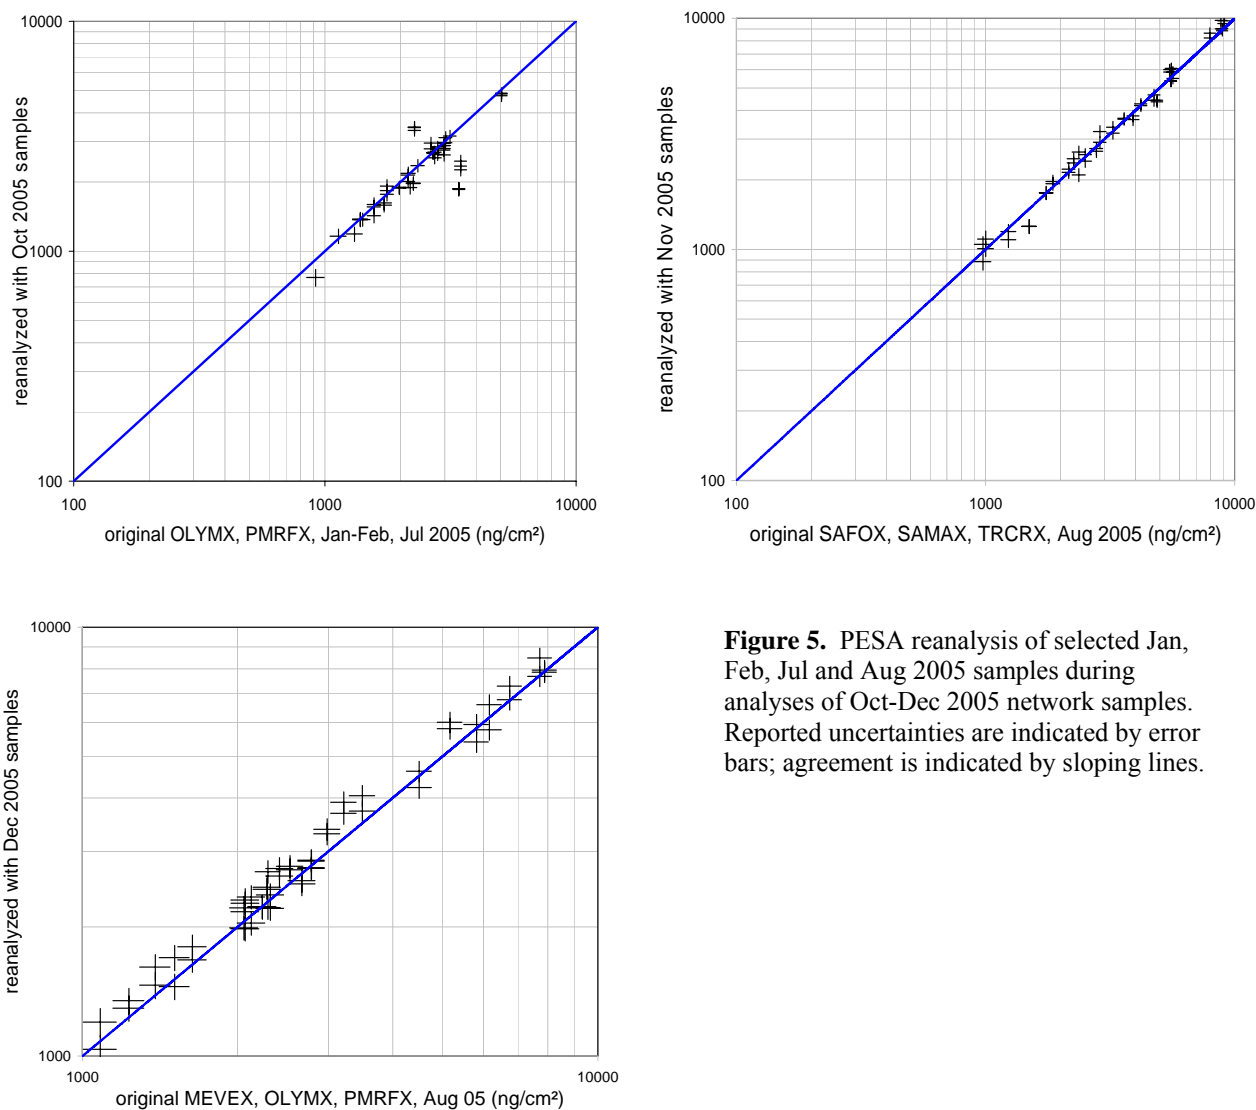 10000
1000
100
reanalyzed with Oct 2005 samples
100
1000
10000
original OLYMX, PMRFX, Jan-Feb, Jul 2005 (ng/cm²)
10000
1000
100
reanalyzed with Nov 2005 samples
100
1000
10000
original SAFOX, SAMAX, TRCRX, Aug 2005 (ng/cm²)
10000
1000
reanalyzed with Dec 2005 samples
1000
10000
original MEVEX, OLYMX, PMRFX, Aug 05 (ng/cm²)
Figure 5. PESA reanalysis of selected Jan,
Feb, Jul and Aug 2005 samples during
analyses of Oct-Dec 2005 network samples.
Reported uncertainties are indicated by error
bars; agreement is indicated by sloping lines.